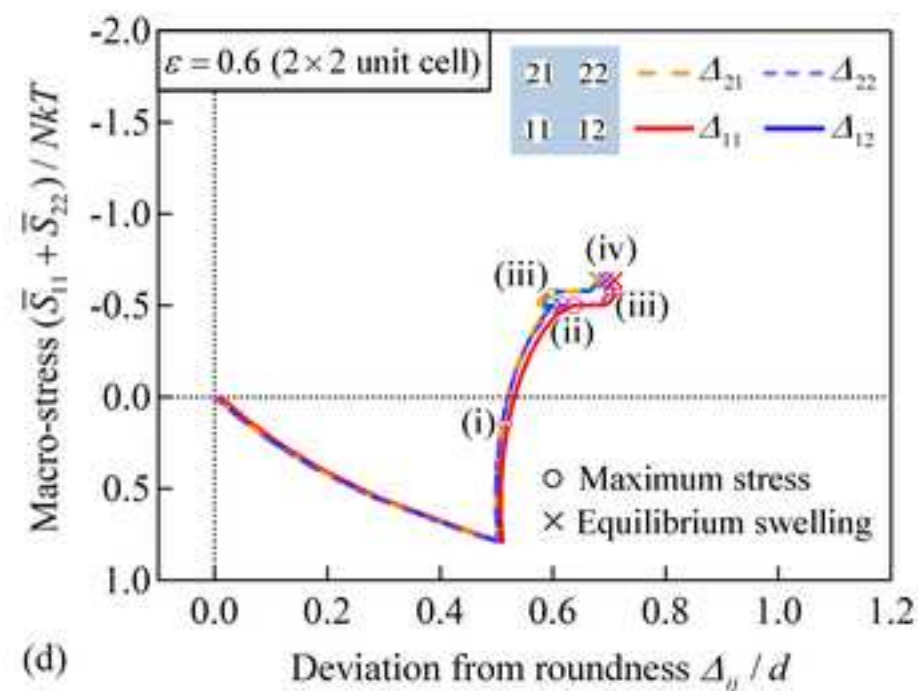 -2.0
ε = 0.6 (2 × 2 unit cell)
21 22 Δ₂₁ Δ₂₂
11 12 Δ₁₁ Δ₁₂
-1.5
-1.0
(iv)
(iii)
-0.5
(ii) (iii)
0.0
(i)
0.5
Maximum stress
Equilibrium swelling
1.0
0.0 0.2 0.4 0.6 0.8 1.0 1.2
Macro-stress (S̅₁₁ + S̅₂₂) / NkT
(d) Deviation from roundness Δᵢⱼ / d